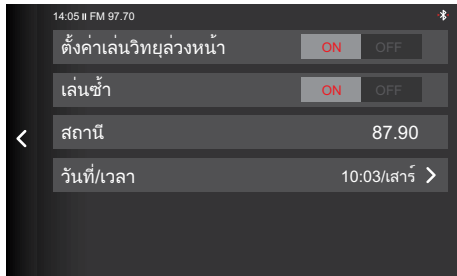 14:05 II FM 97.70
ตั้งค่าเล่นวิทยุล่วงหน้า ON OFF
เล่นซ้ำ ON OFF
สถานี 87.90
วันที่/เวลา 10:03/เสาร์